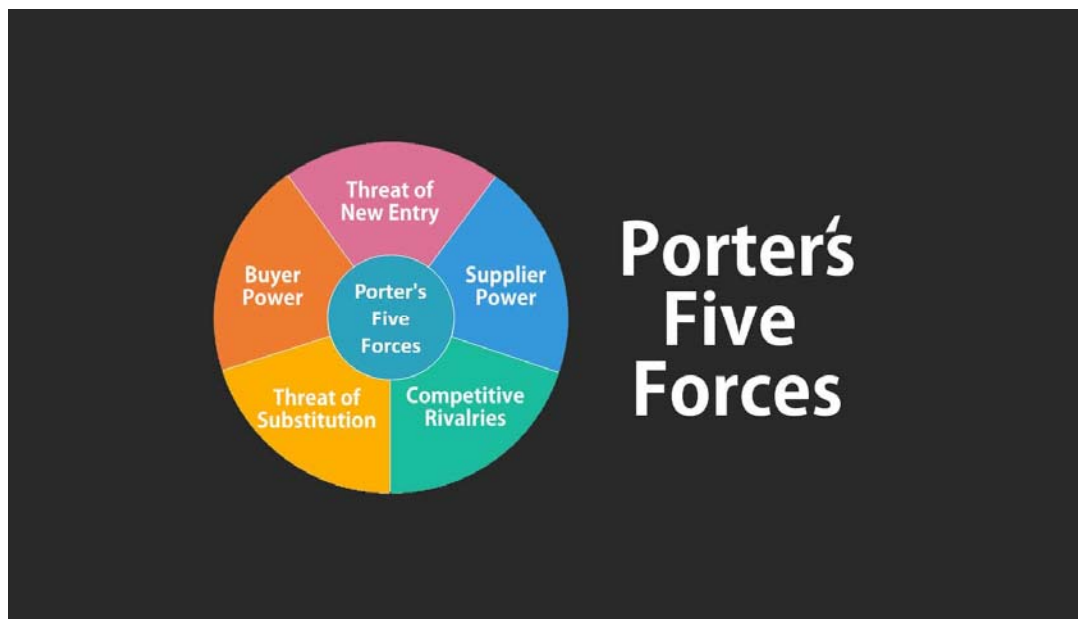 Threat of
New Entry
Buyer
Power
Porter's
Five
Forces
Supplier
Power
Threat of
Substitution
Competitive
Rivalries
Porter's
Five
Forces